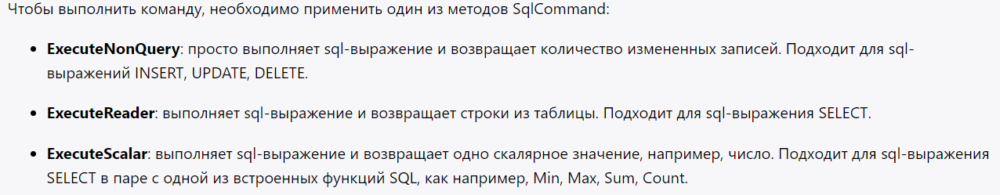 Чтобы выполнить команду, необходимо применить один из методов SqlCommand:
• ExecuteNonQuery: просто выполняет sql-выражение и возвращает количество измененных записей. Подходит для sql-
выражений INSERT, UPDATE, DELETE.
• ExecuteReader: выполняет sql-выражение и возвращает строки из таблицы. Подходит для sql-выражения SELECT.
• ExecuteScalar: выполняет sql-выражение и возвращает одно скалярное значение, например, число. Подходит для sql-выражения
SELECT в паре с одной из встроенных функций SQL, как например, Min, Max, Sum, Count.